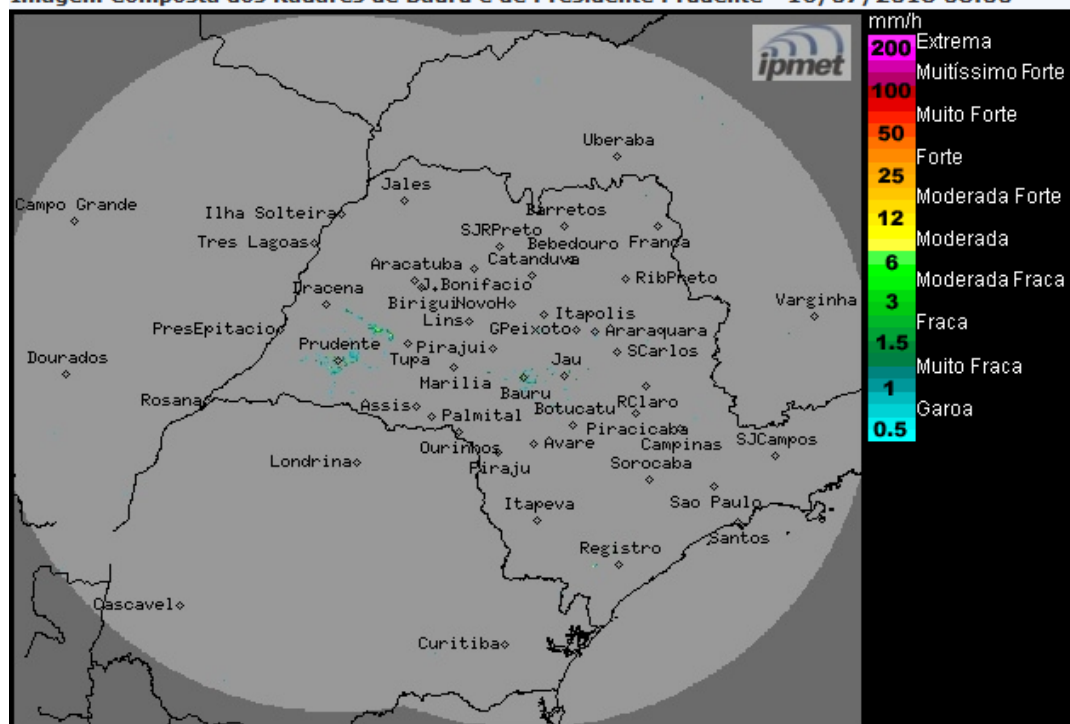 Imagem Composta dos Radares de Bauru e de Presidente Prudente - 10/07/2018 00:00
mm/h
ipmet
200 Extrema
Muitíssimo Forte
100
Muito Forte
50
Forte
25
Moderada Forte
12
Moderada
6
Moderada Fraca
3
Fraca
1.5
Muito Fraca
1
Garoa
0.5
Uberaba
Jales
Campo Grande
Ilha Solteira
Barretos
Tres Lagoas
SJRPreto
Bebedouro
Franca
Aracatuba
Catanduva
J.Bonifacio
RibPreto
Dracena
Birigui
NovoH
Varginha
Lins
Itapolis
PresEpitacio
GPeixoto
Araraquara
Prudente
Tupa
Pirajui
SCarlos
Dourados
Marilia
Jau
Bauru
Rosana
Assis
Palmital
Botucatu
RClaro
Piracicaba
Ourinhos
Avare
Campinas
SJCampos
Londrina
Piraju
Sorocaba
Itapeva
Sao Paulo
Santos
Registro
Cascavel
Curitiba